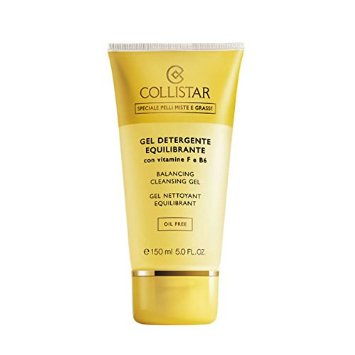 COLLISTAR
SPECIALE PELLI MISTE E GRASSE
GEL DETERGENTE
EQUILIBRANTE
con vitamine F e B6
BALANCING
CLEANSING GEL
GEL NETTOYANT
EQUILIBRANT
OIL FREE
e 150 ml 5.0 FL.OZ.